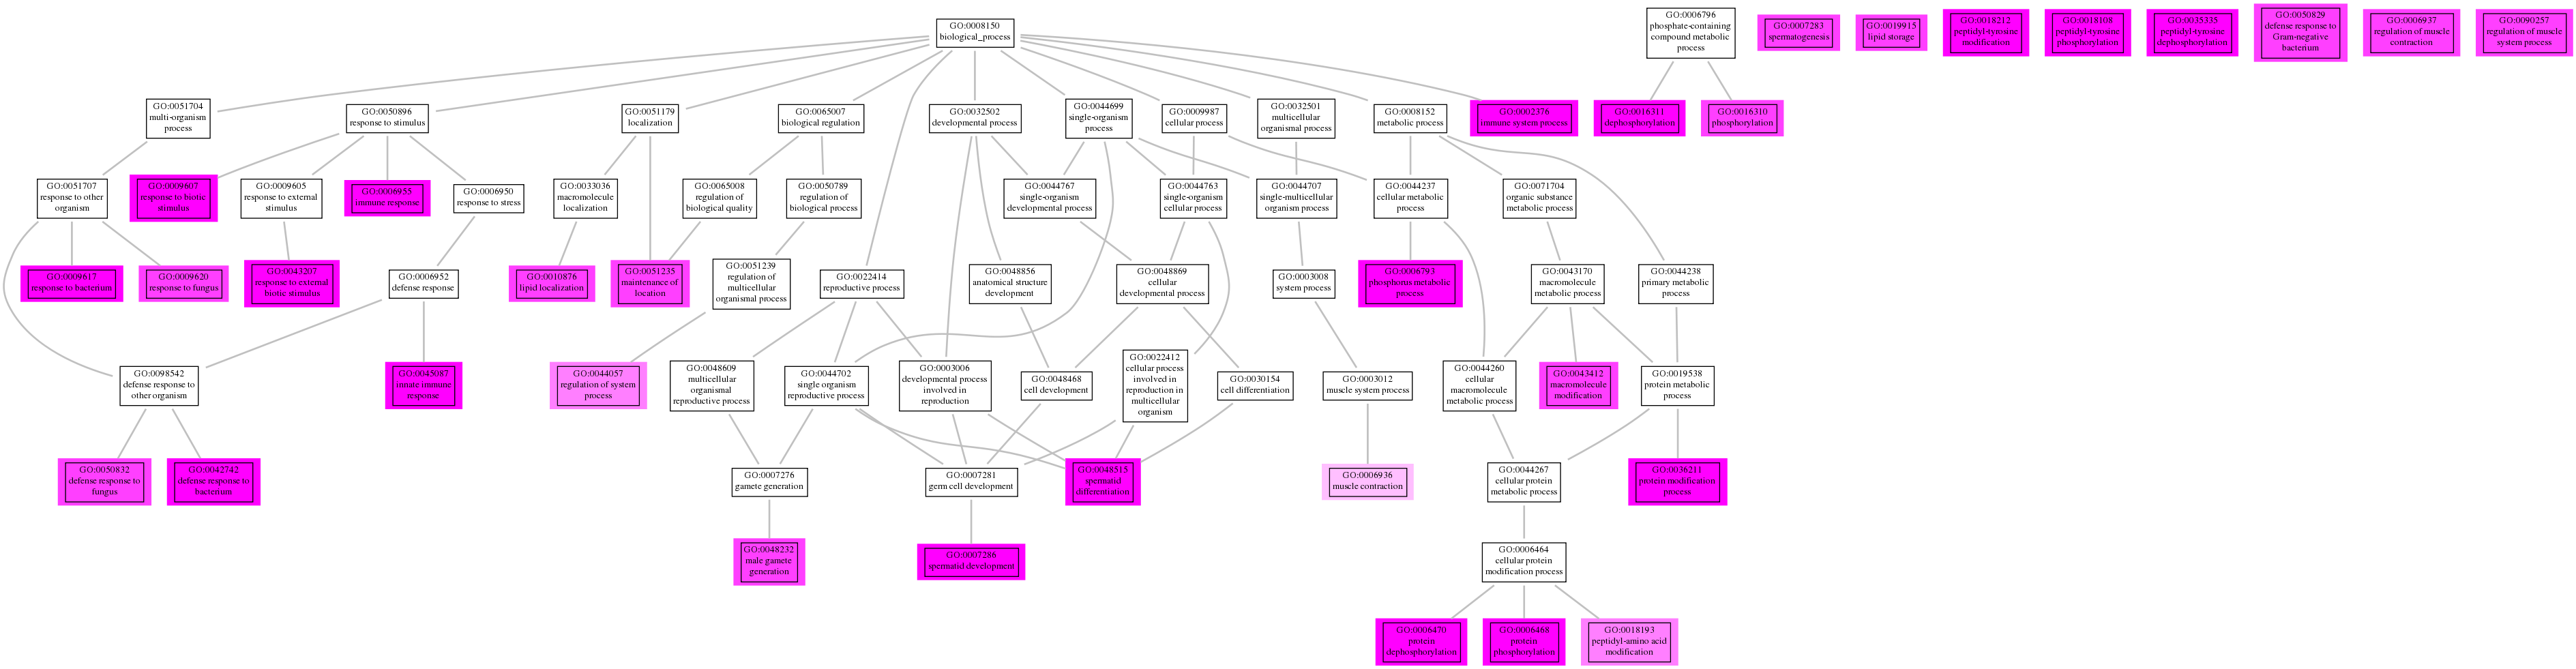 GO:0008150
biological_process
GO:0006796
phosphate-containing
compound metabolic
process
GO:0007283
spermatogenesis
GO:0019915
lipid storage
GO:0018212
peptidyl-tyrosine
modification
GO:0018108
peptidyl-tyrosine
phosphorylation
GO:0035335
peptidyl-tyrosine
dephosphorylation
GO:0050829
defense response to
Gram-negative
bacterium
GO:0006937
regulation of muscle
contraction
GO:0090257
regulation of muscle
system process
GO:0051704
multi-organism
process
GO:0050896
response to stimulus
GO:0051179
localization
GO:0065007
biological regulation
GO:0032502
developmental process
GO:0044699
single-organism
process
GO:0009987
cellular process
GO:0032501
multicellular
organismal process
GO:0008152
metabolic process
GO:0002376
immune system process
GO:0016311
dephosphorylation
GO:0016310
phosphorylation
GO:0051707
response to other
organism
GO:0009607
response to biotic
stimulus
GO:0009605
response to external
stimulus
GO:0006955
immune response
GO:0006950
response to stress
GO:0033036
macromolecule
localization
GO:0065008
regulation of
biological quality
GO:0050789
regulation of
biological process
GO:0044767
single-organism
developmental process
GO:0044763
single-organism
cellular process
GO:0044707
single-multicellular
organism process
GO:0044237
cellular metabolic
process
GO:0071704
organic substance
metabolic process
GO:0009617
response to bacterium
GO:0009620
response to fungus
GO:0043207
response to external
biotic stimulus
GO:0006952
defense response
GO:0010876
lipid localization
GO:0051235
maintenance of
location
GO:0051239
regulation of
multicellular
organismal process
GO:0022414
reproductive process
GO:0048856
anatomical structure
development
GO:0048869
cellular
developmental process
GO:0003008
system process
GO:0006793
phosphorus metabolic
process
GO:0043170
macromolecule
metabolic process
GO:0044238
primary metabolic
process
GO:0098542
defense response to
other organism
GO:0045087
innate immune
response
GO:0044057
regulation of system
process
GO:0048609
multicellular
organismal
reproductive process
GO:0044702
single organism
reproductive process
GO:0003006
developmental process
involved in
reproduction
GO:0048468
cell development
GO:0022412
cellular process
involved in
reproduction in
multicellular
organism
GO:0030154
cell differentiation
GO:0003012
muscle system process
GO:0044260
cellular
macromolecule
metabolic process
GO:0043412
macromolecule
modification
GO:0019538
protein metabolic
process
GO:0050832
defense response to
fungus
GO:0042742
defense response to
bacterium
GO:0007276
gamete generation
GO:0007281
germ cell development
GO:0048515
spermatid
differentiation
GO:0006936
muscle contraction
GO:0044267
cellular protein
metabolic process
GO:0036211
protein modification
process
GO:0048232
male gamete
generation
GO:0007286
spermatid development
GO:0006464
cellular protein
modification process
GO:0006470
protein
dephosphorylation
GO:0006468
protein
phosphorylation
GO:0018193
peptidyl-amino acid
modification